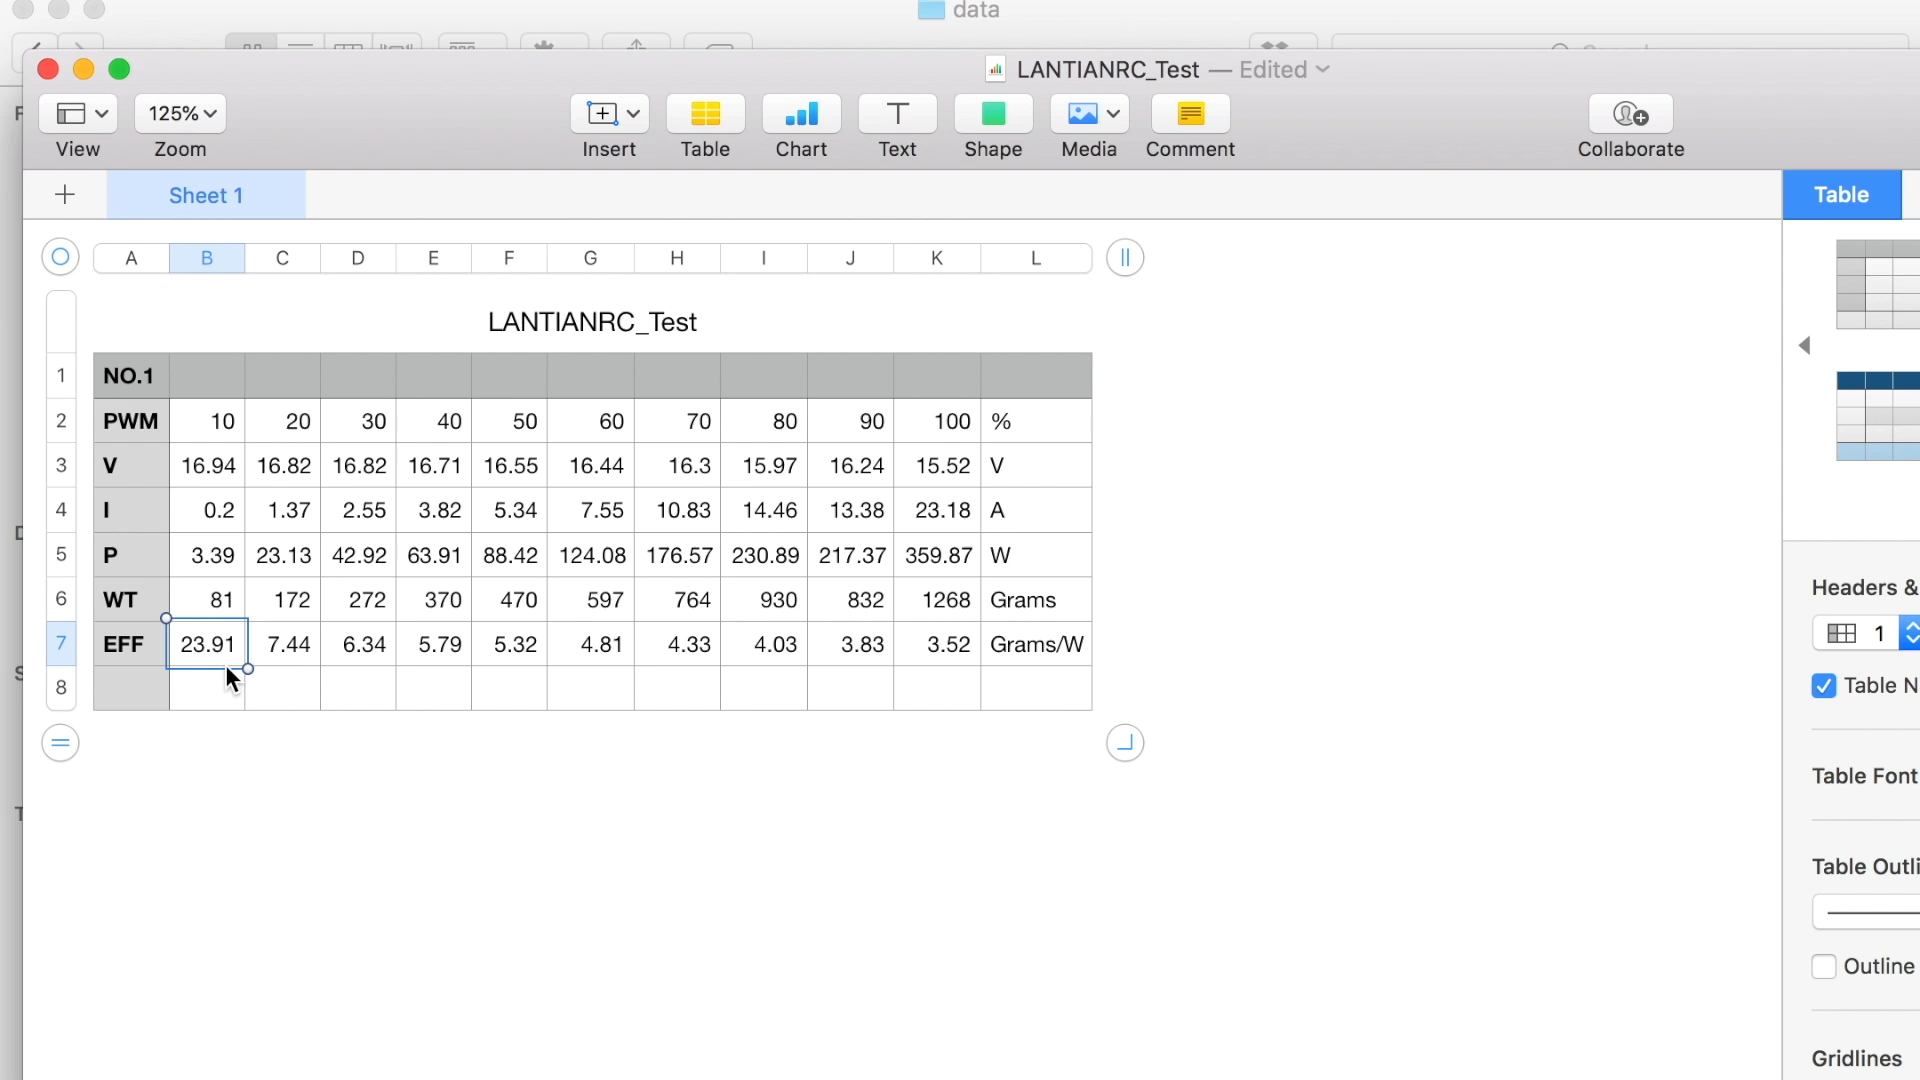 data
LANTIANRC_Test — Edited
125%
View
Zoom
Insert
Table
Chart
Text
Shape
Media
Comment
Collaborate
Sheet 1
Table
A B C D E F G H I J K L
LANTIANRC_Test
1 NO.1
2 PWM 10 20 30 40 50 60 70 80 90 100 %
3 V 16.94 16.82 16.82 16.71 16.55 16.44 16.3 15.97 16.24 15.52 V
4 I 0.2 1.37 2.55 3.82 5.34 7.55 10.83 14.46 13.38 23.18 A
5 P 3.39 23.13 42.92 63.91 88.42 124.08 176.57 230.89 217.37 359.87 W
6 WT 81 172 272 370 470 597 764 930 832 1268 Grams
7 EFF 23.91 7.44 6.34 5.79 5.32 4.81 4.33 4.03 3.83 3.52 Grams/W
8
Headers &
1
Table N
Table Font
Table Outli
Outline
Gridlines